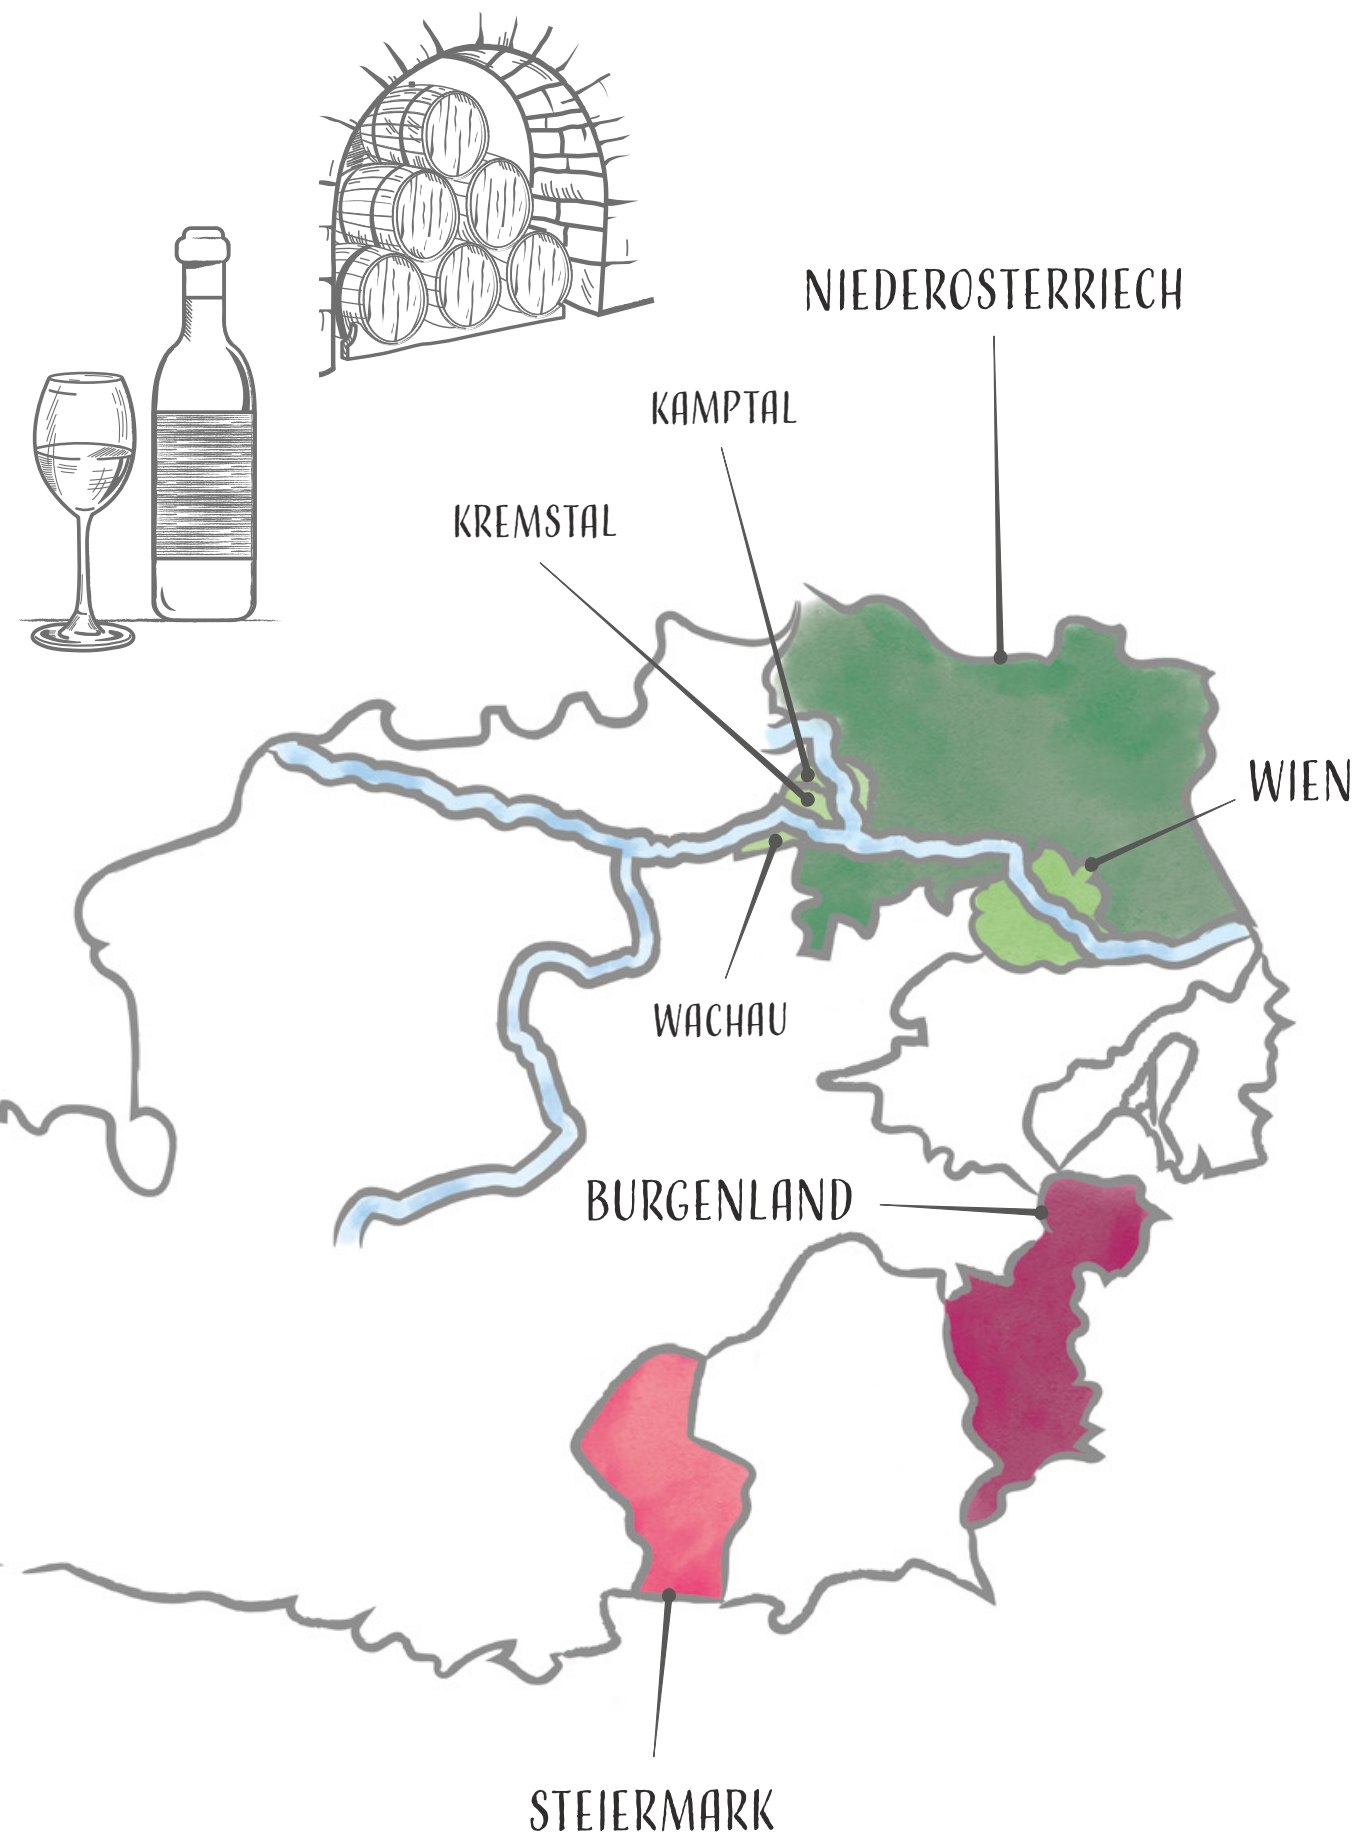 NIEDEROSTERRIECH
KAMPTAL
KREMSTAL
WIEN
WACHAU
BURGENLAND
STEIERMARK